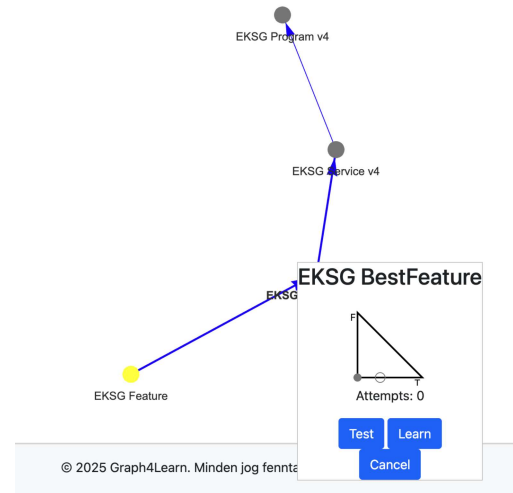 EKSG Program v4
EKSG Service v4
EKSG BestFeature
F
EKSG
T
Attempts: 0
EKSG Feature
Test
Learn
Cancel
© 2025 Graph4Learn. Minden jog